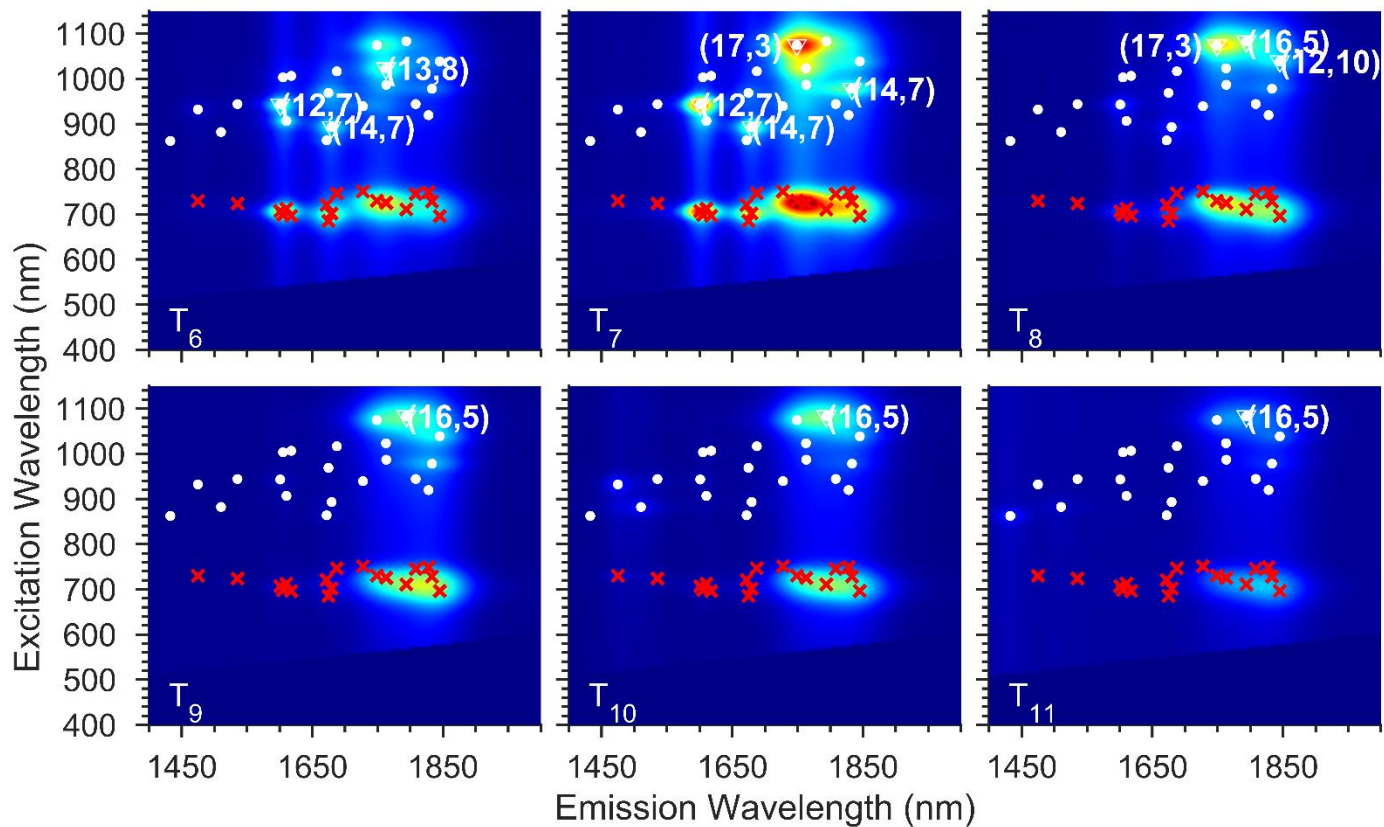 1100
1000
900
800
700
600
500
400
(13,8)
(12,7)
(14,7)
T6
(17,3)
(14,7)
(12,7)
(14,7)
T7
(16,5)
(17,3)
(12,10)
T8
1100
1000
900
800
700
600
500
400
(16,5)
T9
(16,5)
T10
(16,5)
T11
1450 1650 1850
1450 1650 1850
1450 1650 1850
Excitation Wavelength (nm)
Emission Wavelength (nm)